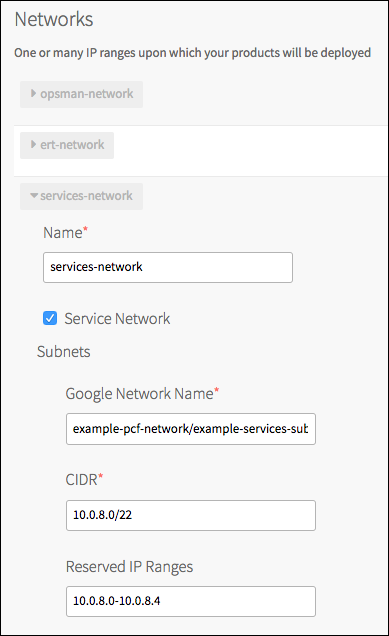 Networks
One or many IP ranges upon which your products will be deployed
opsman-network
ert-network
services-network
Name*
services-network
Service Network
Subnets
Google Network Name*
example-pcf-network/example-services-sub
CIDR*
10.0.8.0/22
Reserved IP Ranges
10.0.8.0-10.0.8.4